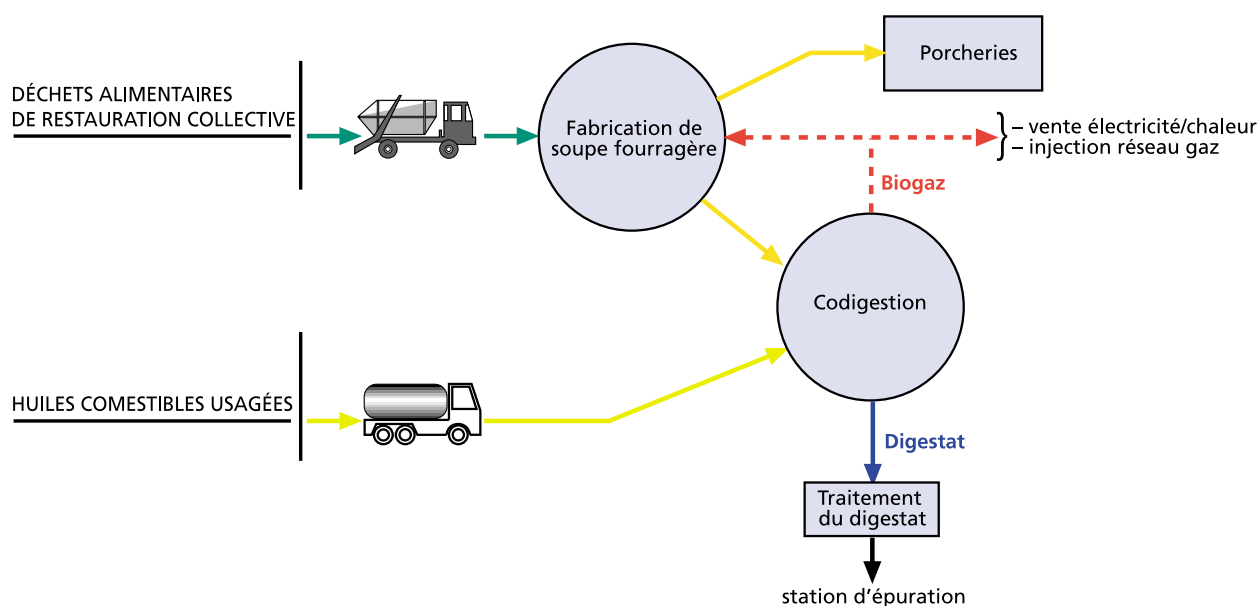 DÉCHETS ALIMENTAIRES
DE RESTAURATION COLLECTIVE
Fabrication de
soupe fourragère
Porcheries
– vente électricité/chaleur
– injection réseau gaz
Biogaz
Codigestion
HUILES COMESTIBLES USAGÉES
Digestat
Traitement
du digestat
station d'épuration